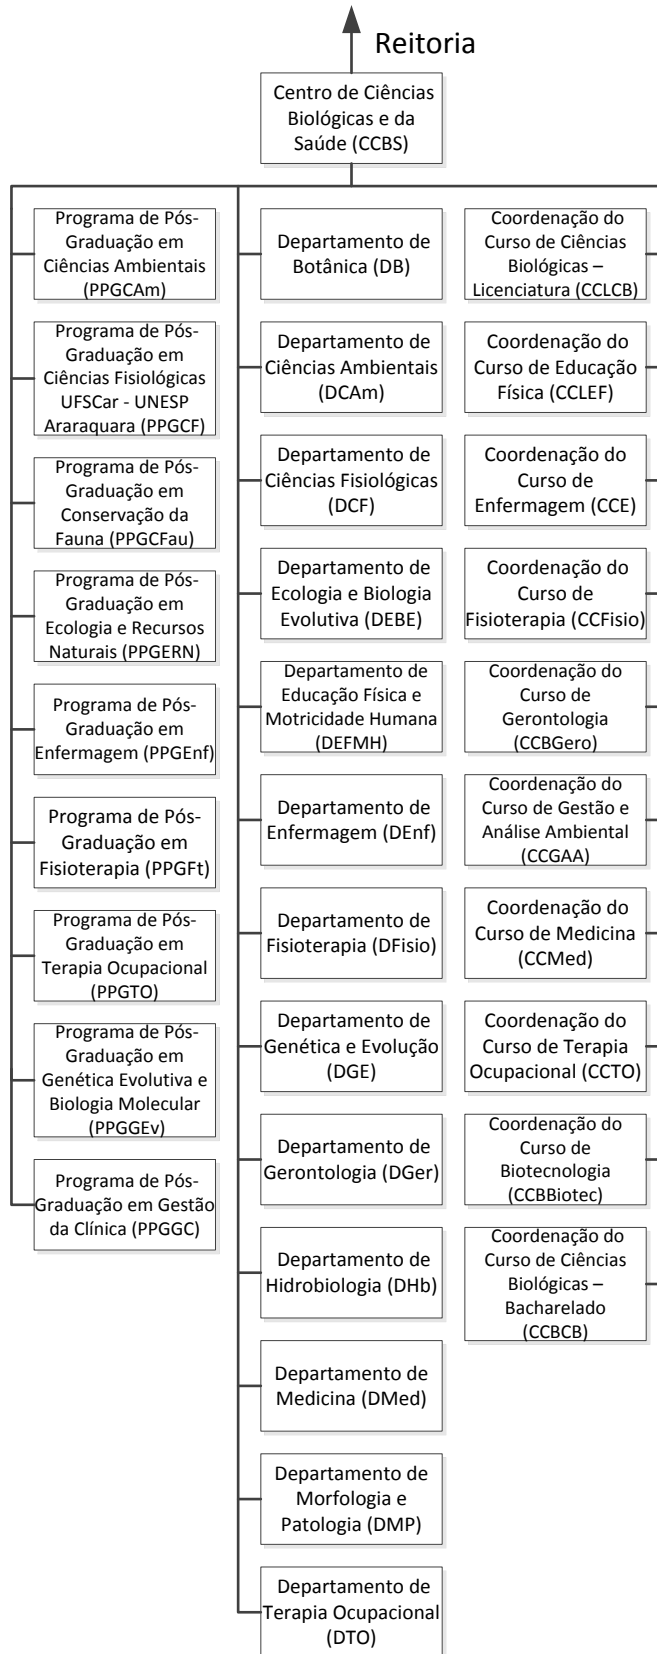 Reitoria
Centro de Ciências
Biológicas e da
Saúde (CCBS)
Programa de Pós-
Graduação em
Ciências Ambientais
(PPGCAm)
Programa de Pós-
Graduação em
Ciências Fisiológicas
UFSCar - UNESP
Araraquara (PPGCF)
Programa de Pós-
Graduação em
Conservação da
Fauna (PPGCFau)
Programa de Pós-
Graduação em
Ecologia e Recursos
Naturais (PPGERN)
Programa de Pós-
Graduação em
Enfermagem (PPGEnf)
Programa de Pós-
Graduação em
Fisioterapia (PPGFt)
Programa de Pós-
Graduação em
Terapia Ocupacional
(PPGTO)
Programa de Pós-
Graduação em
Genética Evolutiva e
Biologia Molecular
(PPGGEv)
Programa de Pós-
Graduação em Gestão
da Clínica (PPGGC)
Departamento de
Botânica (DB)
Departamento de
Ciências Ambientais
(DCAm)
Departamento de
Ciências Fisiológicas
(DCF)
Departamento de
Ecologia e Biologia
Evolutiva (DEBE)
Departamento de
Educação Física e
Motricidade Humana
(DEFMH)
Departamento de
Enfermagem (DEnf)
Departamento de
Fisioterapia (DFisio)
Departamento de
Genética e Evolução
(DGE)
Departamento de
Gerontologia (DGer)
Departamento de
Hidrobiologia (DHb)
Departamento de
Medicina (DMed)
Departamento de
Morfologia e
Patologia (DMP)
Departamento de
Terapia Ocupacional
(DTO)
Coordenação do
Curso de Ciências
Biológicas –
Licenciatura (CCLCB)
Coordenação do
Curso de Educação
Física (CCLEF)
Coordenação do
Curso de
Enfermagem (CCE)
Coordenação do
Curso de
Fisioterapia (CCFisio)
Coordenação do
Curso de
Gerontologia
(CCBGero)
Coordenação do
Curso de Gestão e
Análise Ambiental
(CCGAA)
Coordenação do
Curso de Medicina
(CCMed)
Coordenação do
Curso de Terapia
Ocupacional (CCTO)
Coordenação do
Curso de
Biotecnologia
(CCBBiotec)
Coordenação do
Curso de Ciências
Biológicas –
Bacharelado
(CCBCB)